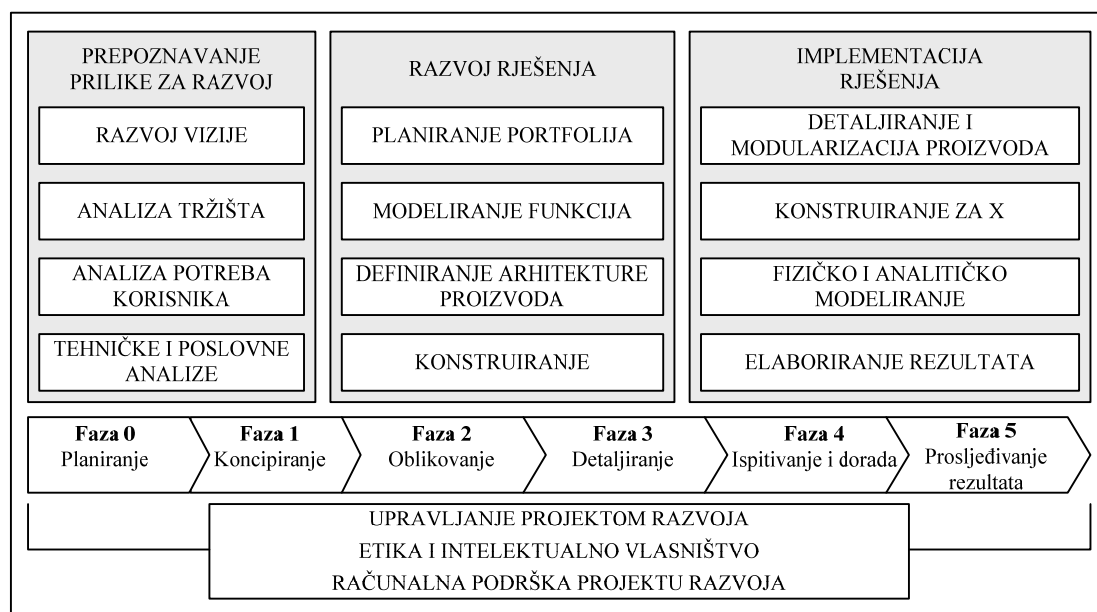 PREPOZNAVANJE
PRILIKE ZA RAZVOJ
RAZVOJ VIZIJE
ANALIZA TRŽIŠTA
ANALIZA POTREBA
KORISNIKA
TEHNIČKE I POSLOVNE
ANALIZE
RAZVOJ RJEŠENJA
PLANIRANJE PORTFOLIJA
MODELIRANJE FUNKCIJA
DEFINIRANJE ARHITEKTURE
PROIZVODA
KONSTRUIRANJE
IMPLEMENTACIJA
RJEŠENJA
DETALJIRANJE I
MODULARIZACIJA PROIZVODA
KONSTRUIRANJE ZA X
FIZIČKO I ANALITIČKO
MODELIRANJE
ELABORIRANJE REZULTATA
Faza 0
Planiranje
Faza 1
Koncipiranje
Faza 2
Oblikovanje
Faza 3
Detaljiranje
Faza 4
Ispitivanje i dorada
Faza 5
Prosljeđivanje
rezultata
UPRAVLJANJE PROJEKTOM RAZVOJA
ETIKA I INTELEKTUALNO VLASNIŠTVO
RAČUNALNA PODRŠKA PROJEKTU RAZVOJA